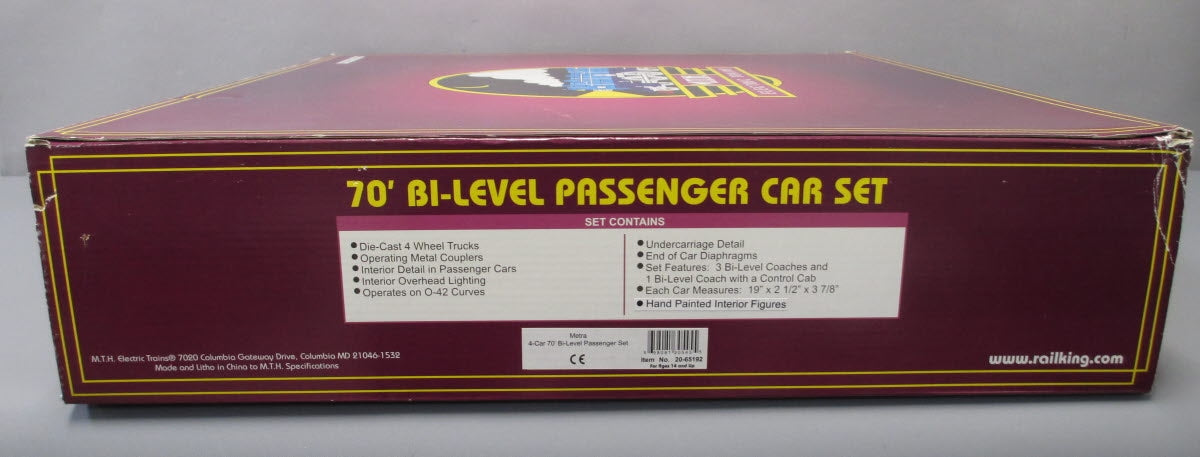 70' BI-LEVEL PASSENGER CAR SET
SET CONTAINS
• Die-Cast 4 Wheel Trucks
• Operating Metal Couplers
• Interior Detail in Passenger Cars
• Interior Overhead Lighting
• Operates on O-42 Curves
• Undercarriage Detail
• End of Car Diaphragms
• Set Features: 3 Bi-Level Coaches and
1 Bi-Level Coach with a Control Cab
• Each Car Measures: 19" x 2 1/2" x 3 7/8"
• Hand Painted Interior Figures
Metra
4-Car 70' Bi-Level Passenger Set
CE
Item No. 20-65192
For Ages 14 and Up
M.T.H. Electric Trains® 7020 Columbia Gateway Drive, Columbia MD 21046-1532
Made and Litho in China to M.T.H. Specifications
www.railking.com